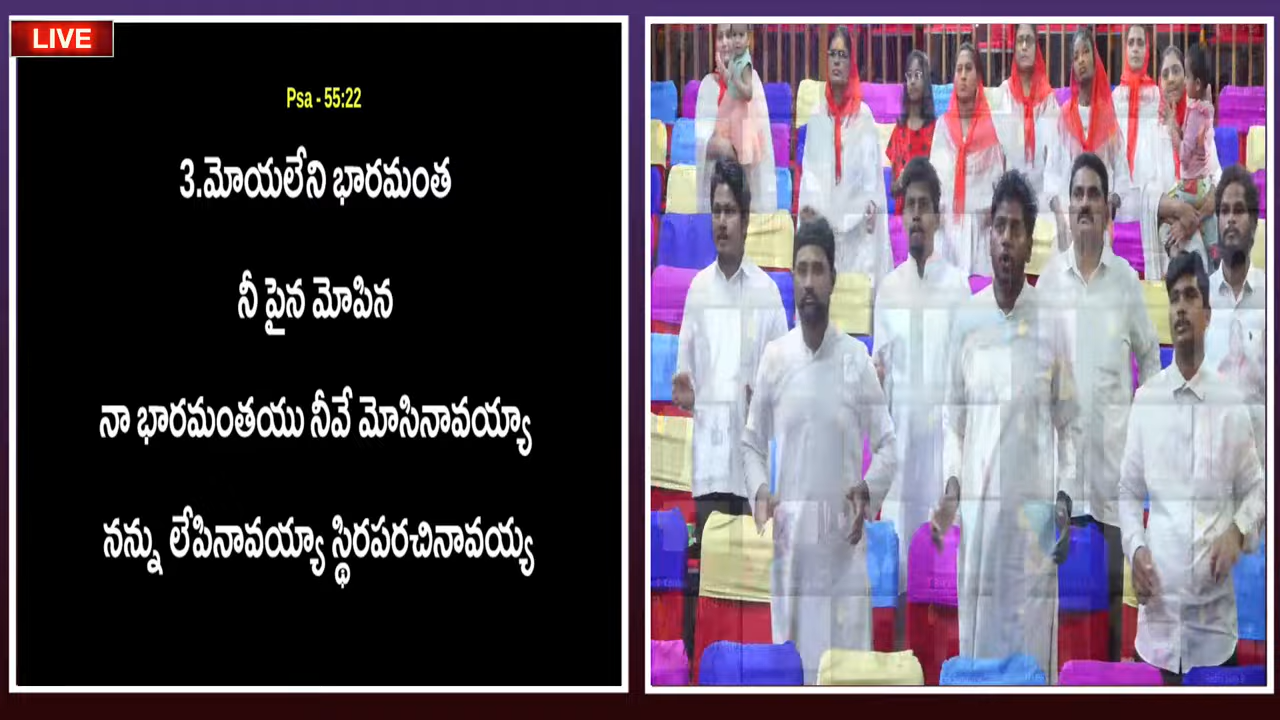 LIVE
Psa - 55:22
3.మోయలేని భారమంత
నీ పైన మోపిన
నా భారమంతయు నీవే మోసినావయ్యా
నన్ను లేపినావయ్యా స్థిరపరచినావయ్య